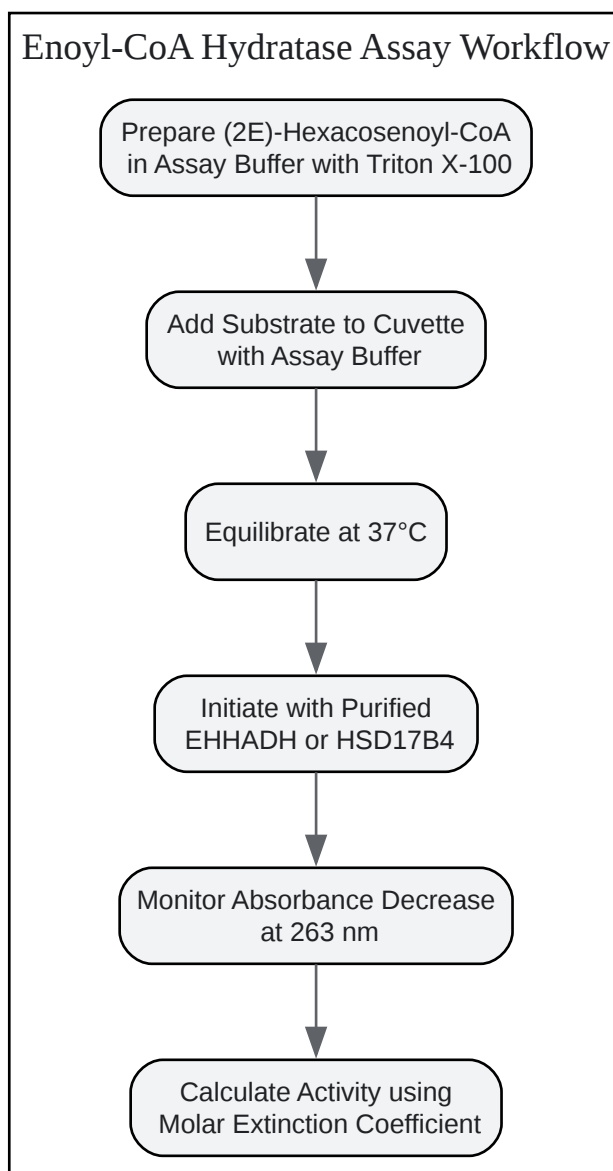 Enoyl-CoA Hydratase Assay Workflow
Prepare (2E)-Hexacosenoyl-CoA
in Assay Buffer with Triton X-100
Add Substrate to Cuvette
with Assay Buffer
Equilibrate at 37°C
Initiate with Purified
EHHADH or HSD17B4
Monitor Absorbance Decrease
at 263 nm
Calculate Activity using
Molar Extinction Coefficient